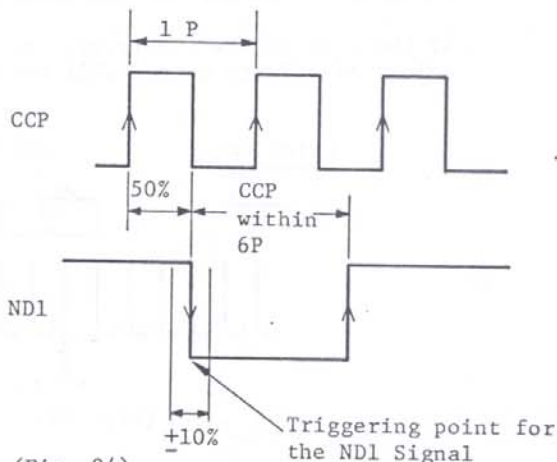 1 P
CCP
50%
CCP
within
6P
ND1
±10%
Triggering point for
the ND1 Signal